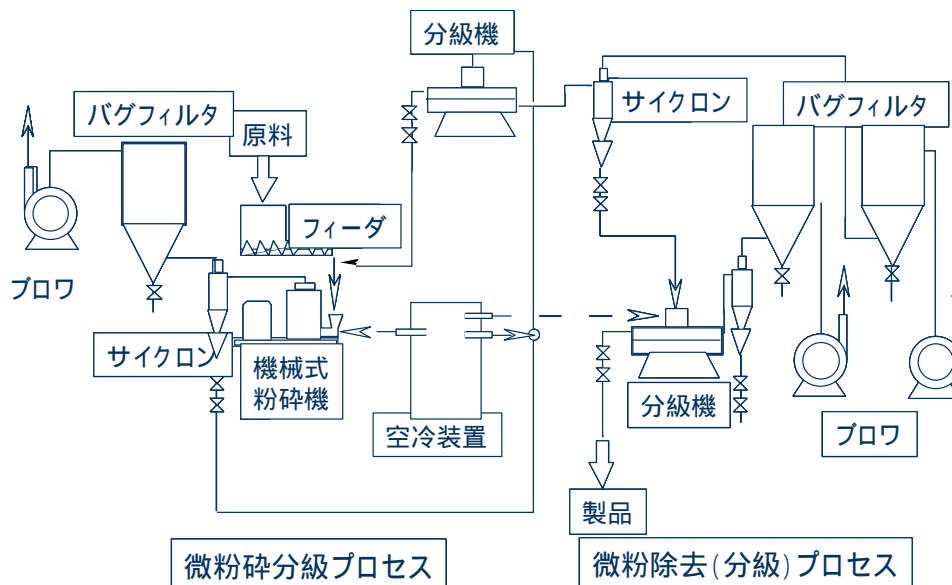 分級機
バグフィルタ
原料
サイクロン
バグフィルタ
フィーダ
ブロワ
サイクロン
機械式
粉砕機
空冷装置
分級機
ブロワ
製品
微粉砕分級プロセス
微粉除去(分級)プロセス